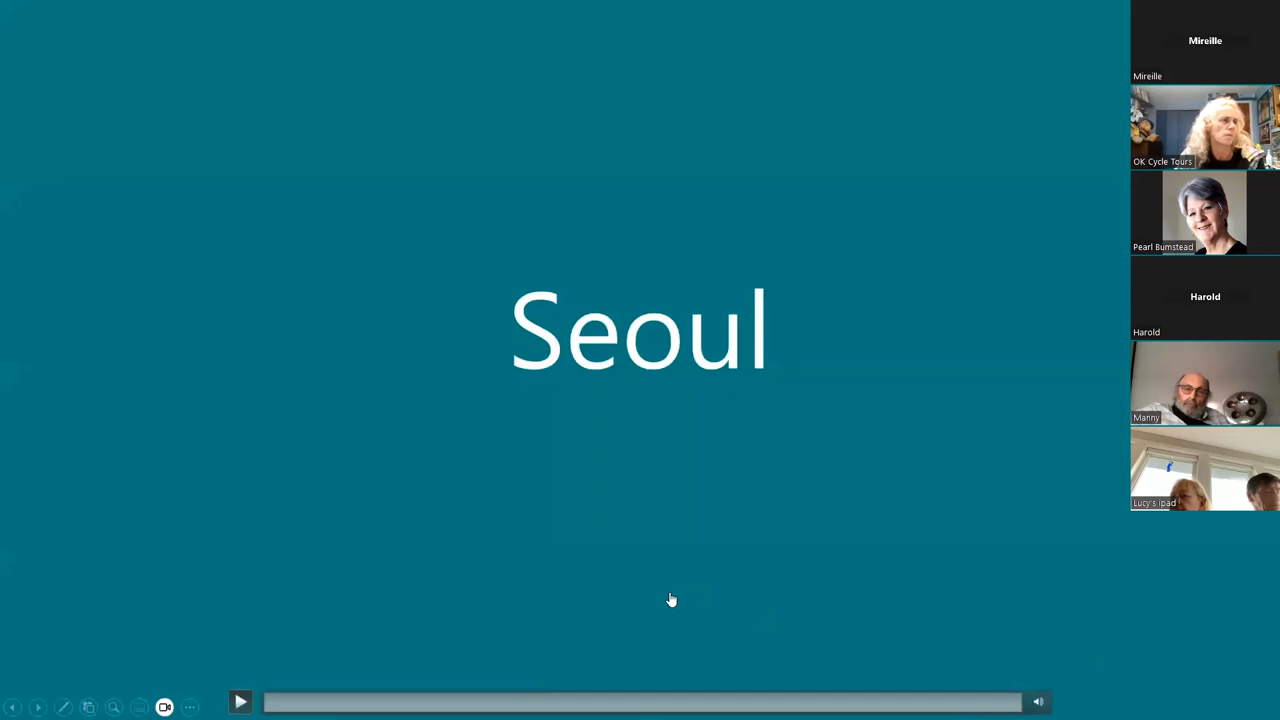 Seoul
Mireille
Mireille
OK Cycle Tours
Pearl Bumstead
Harold
Harold
Manny
Lucy's ipad